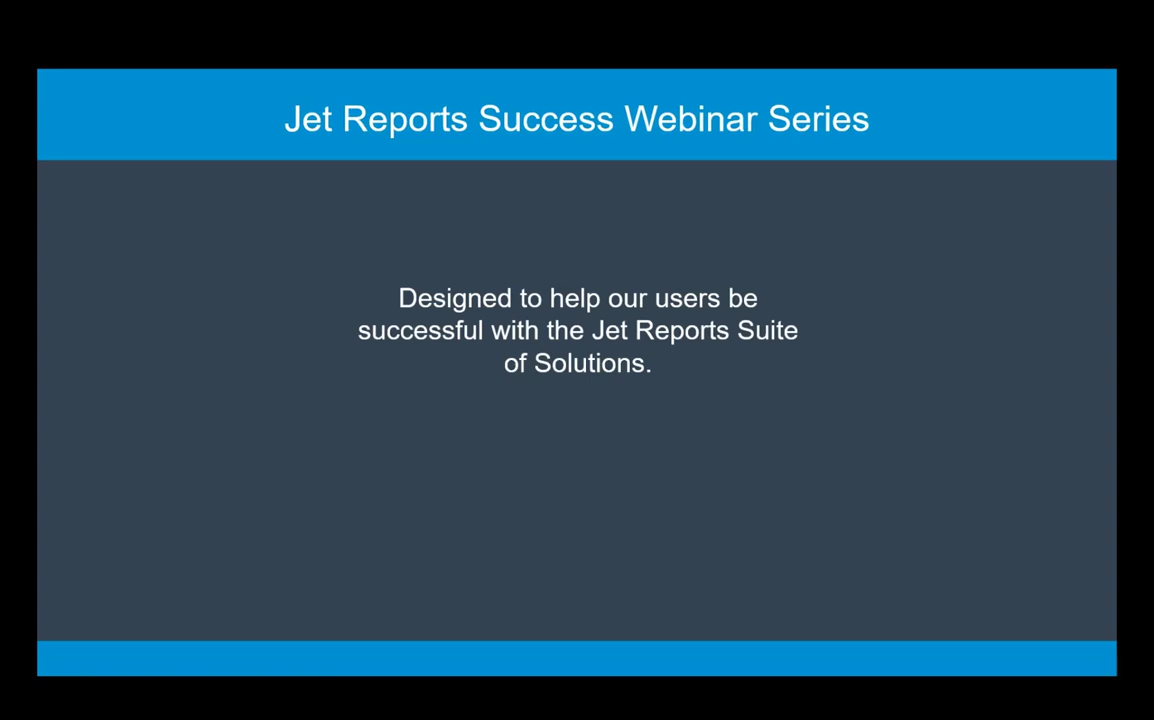 Jet Reports Success Webinar Series
Designed to help our users be
successful with the Jet Reports Suite
of Solutions.